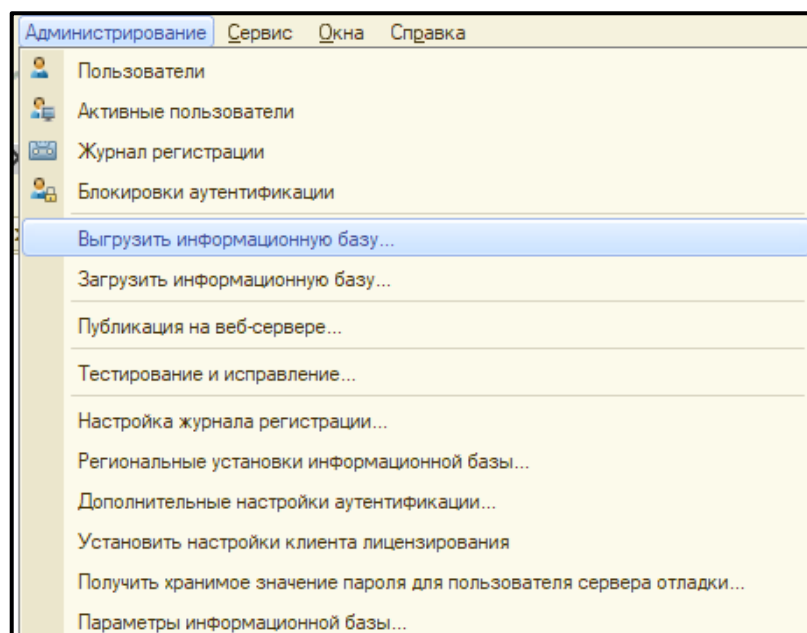 Администрирование Сервис Окна Справка
Пользователи
Активные пользователи
Журнал регистрации
Блокировки аутентификации
Выгрузить информационную базу...
Загрузить информационную базу...
Публикация на веб-сервере...
Тестирование и исправление...
Настройка журнала регистрации...
Региональные установки информационной базы...
Дополнительные настройки аутентификации...
Установить настройки клиента лицензирования
Получить хранимое значение пароля для пользователя сервера отладки...
Параметры информационной базы...